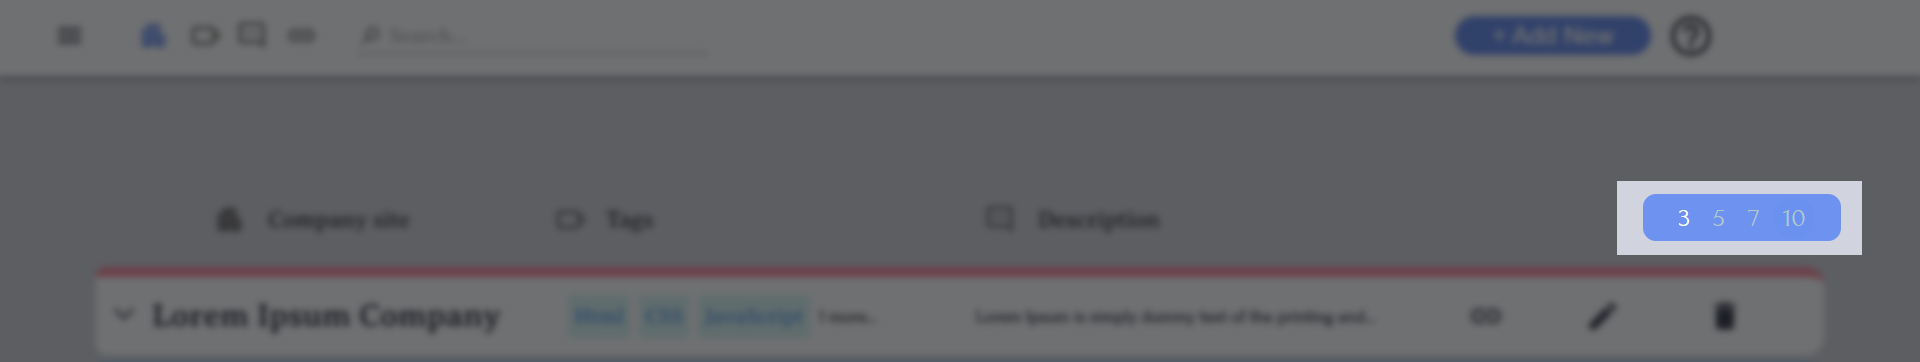 Search...
+ Add New
Company site Tags Description 3 5 7 10
Lorem Ipsum Company Html CSS JavaScript 1 more... Lorem Ipsum is simply dummy text of the printing and...